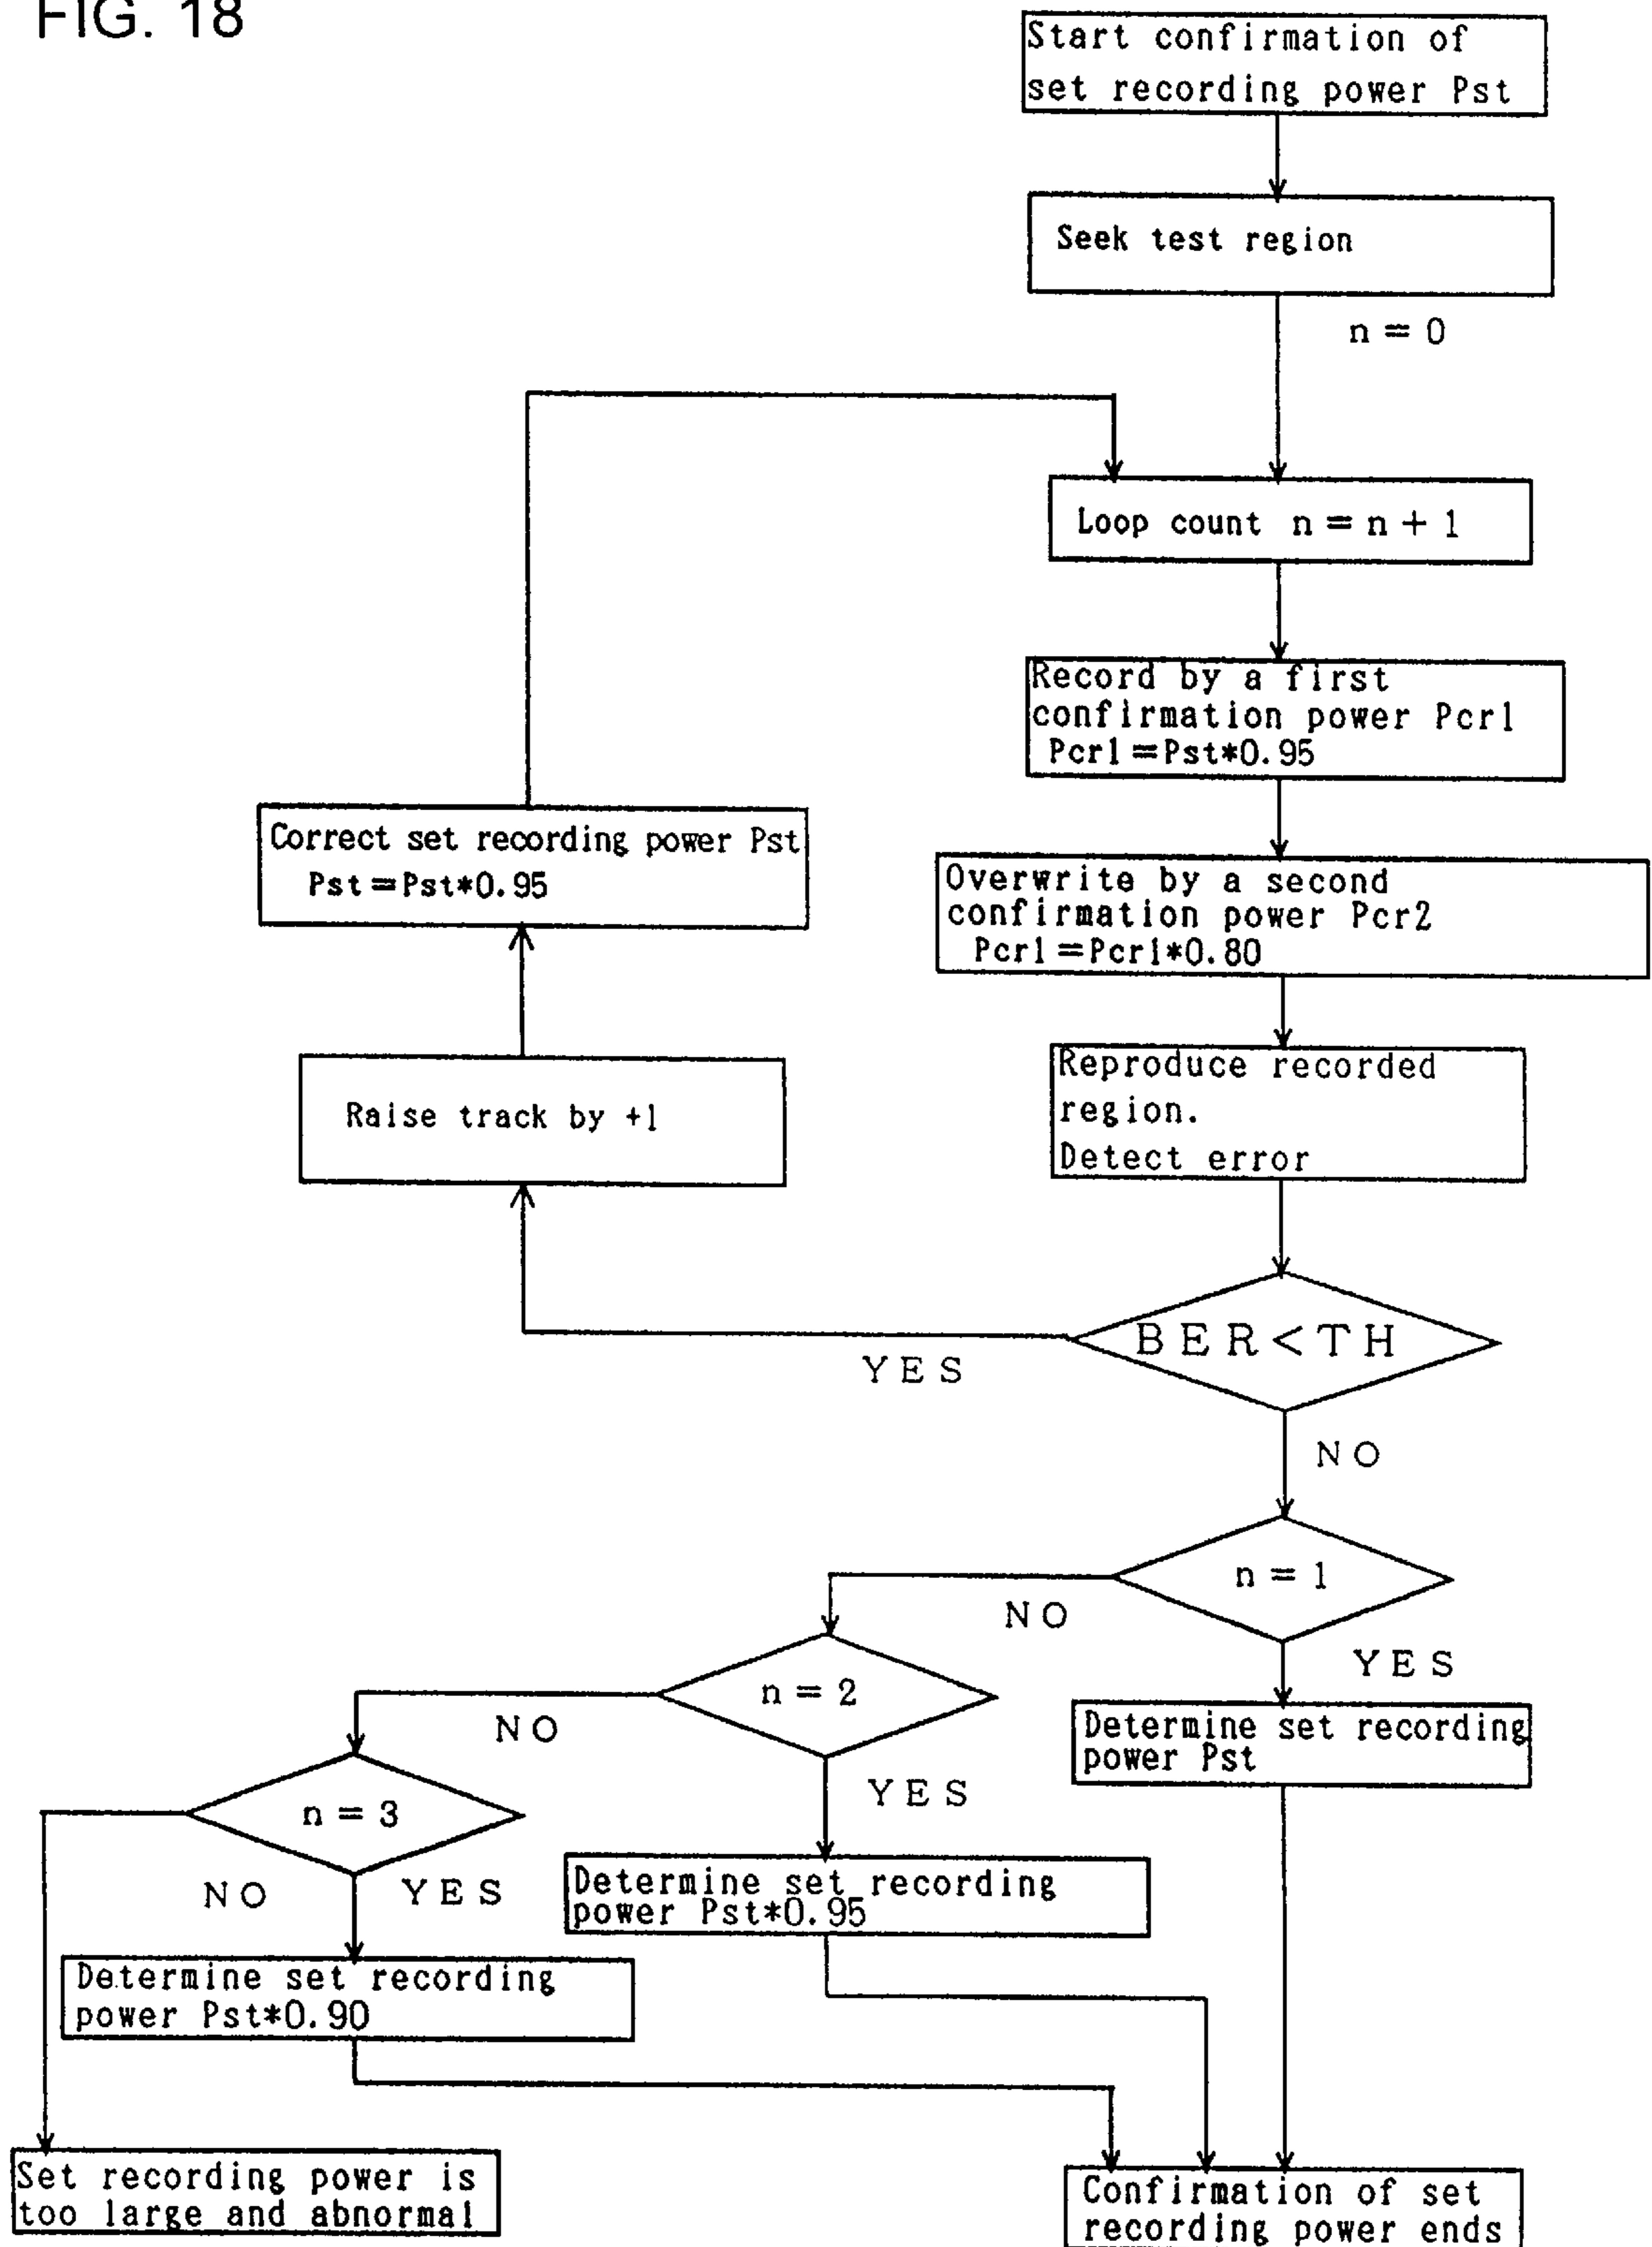 FIG. 18
Start confirmation of
set recording power Pst
Seek test region
n = 0
Loop count n = n + 1
Record by a first
confirmation power Pcr1
Pcr1=Pst*0.95
Correct set recording power Pst
Pst=Pst*0.95
Overwrite by a second
confirmation power Pcr2
Pcr1=Pcr1*0.80
Raise track by +1
Reproduce recorded
region.
Detect error
BER<TH
YES
NO
n = 1
NO
YES
n = 2
NO
YES
Determine set recording
power Pst
n = 3
NO
YES
Determine set recording
power Pst*0.95
Determine set recording
power Pst*0.90
Set recording power is
too large and abnormal
Confirmation of set
recording power ends